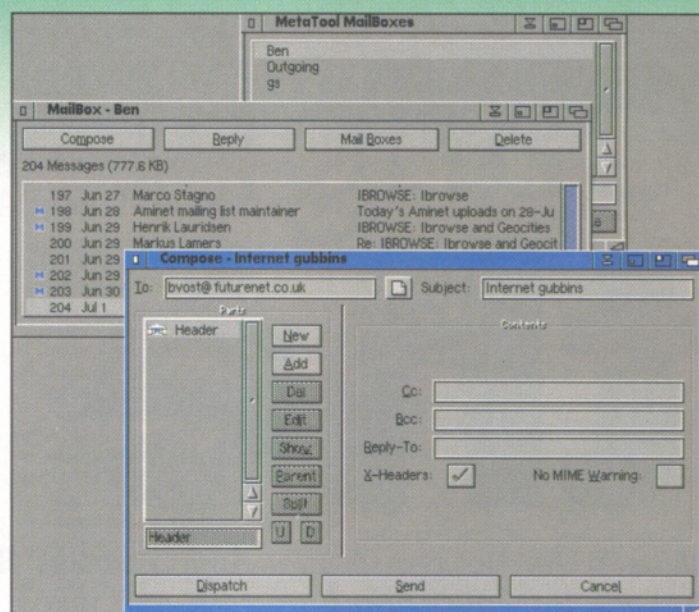 MetaTool MailBoxes
Ben
Outgoing
gs
MailBox - Ben
Compose Reply Mail Boxes Delete
204 Messages (777.6 KB)
197 Jun 27 Marco Stagno IBROWSE: Ibrowse
198 Jun 28 Aminet mailing list maintainer Today's Aminet uploads on 28-Ju
199 Jun 29 Henrik Lauridsen IBROWSE: Ibrowse and Geocities
200 Jun 29 Markus Lamers Re: IBROWSE: Ibrowse and Geocit
201 Jun 29
202 Jun 29
203 Jun 30
204 Jul 1
Compose - Internet gubbins
To: bvost@futurenet.co.uk Subject: Internet gubbins
Parts
Header
New
Add
Del
Edit
Show
Parent
Split
U D
Header
Contents
Cc:
Bcc:
Reply-To:
X-Headers: No MIME Warning:
Dispatch Send Cancel